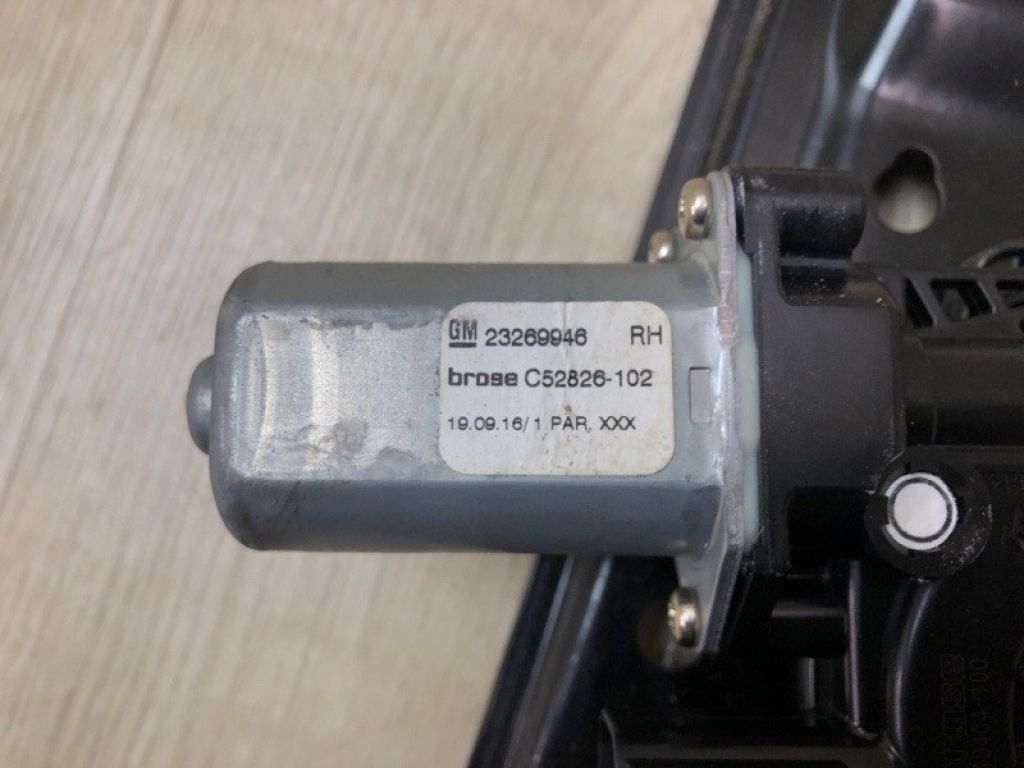 GM 23269946 RH
brose C52826-102
19.09.16/1 PAR. XXX